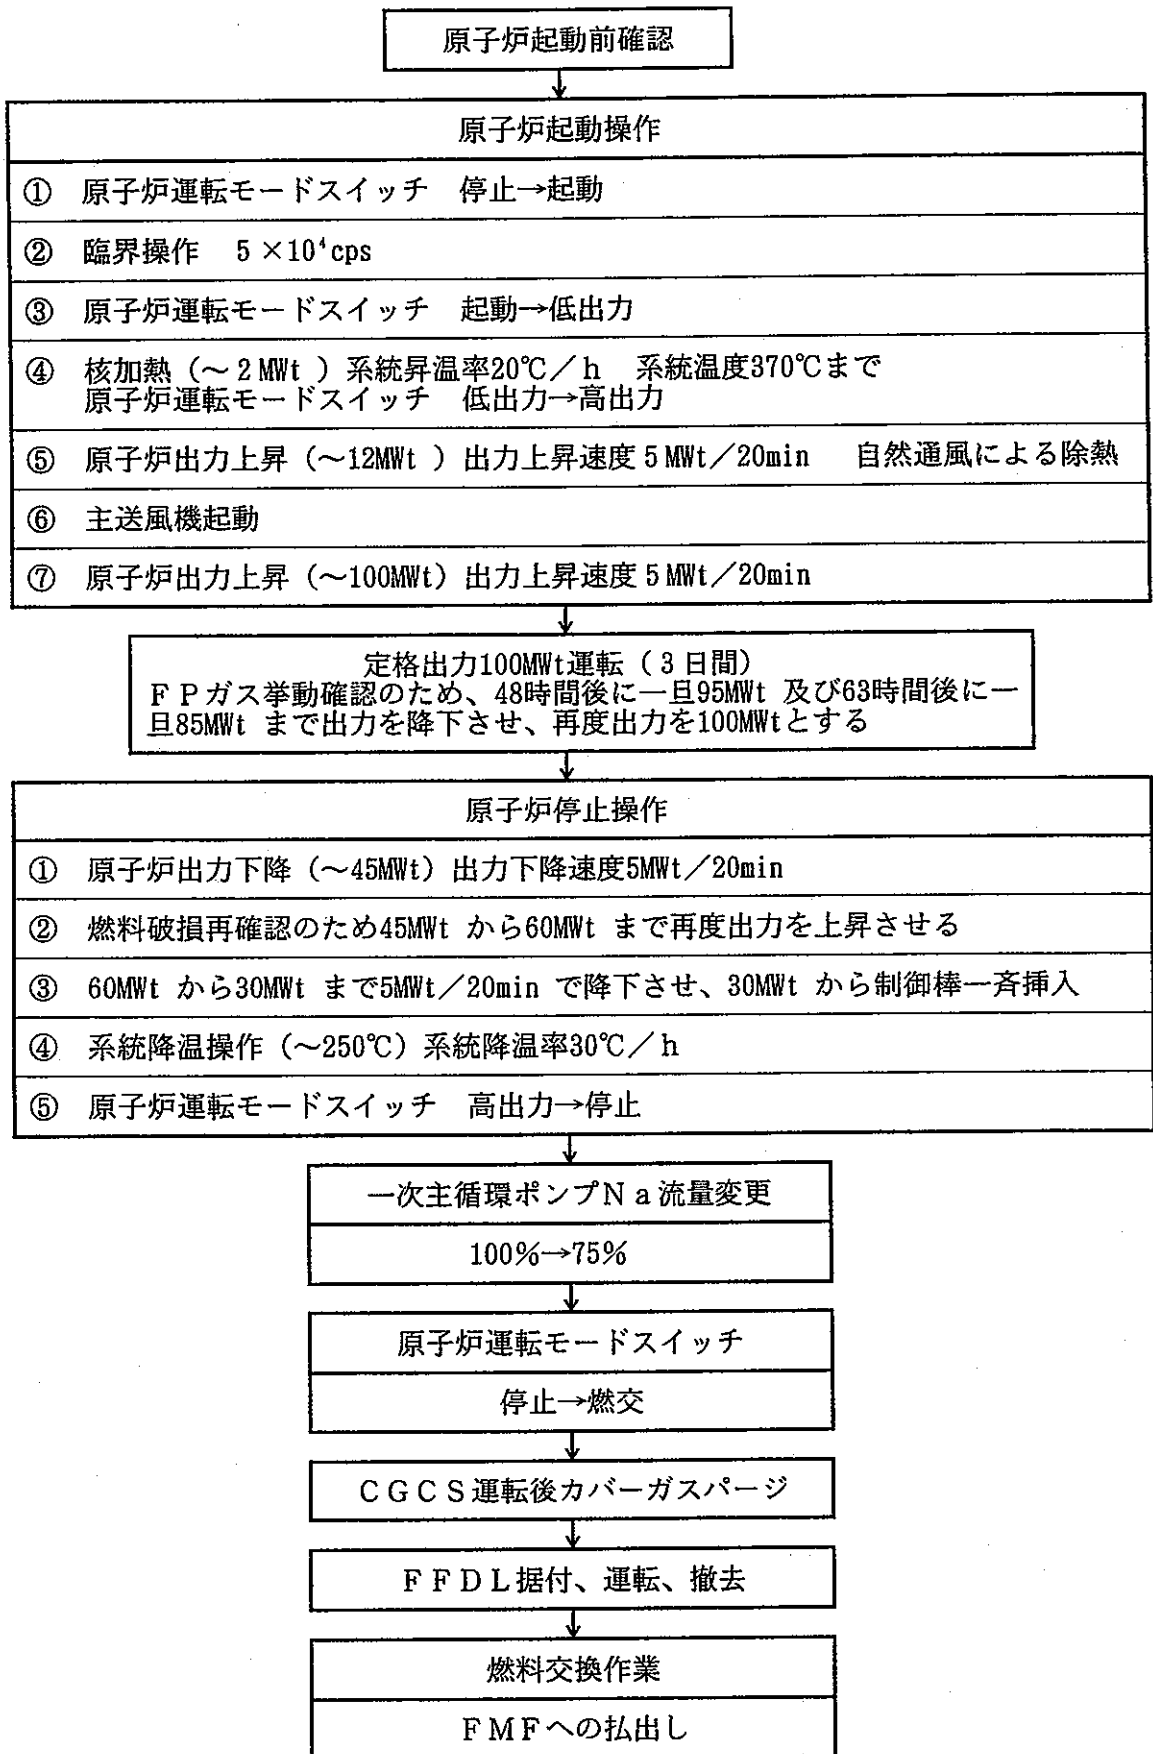 原子炉起動前確認
原子炉起動操作
① 原子炉運転モードスイッチ 停止→起動
② 臨界操作 5×10⁴cps
③ 原子炉運転モードスイッチ 起動→低出力
④ 核加熱（～2MWt ）系統昇温率20℃／h 系統温度370℃まで
原子炉運転モードスイッチ 低出力→高出力
⑤ 原子炉出力上昇（～12MWt ）出力上昇速度5MWt／20min 自然通風による除熱
⑥ 主送風機起動
⑦ 原子炉出力上昇（～100MWt）出力上昇速度5MWt／20min
定格出力100MWt運転（3日間）
ＦＰガス挙動確認のため、48時間後に一旦95MWt 及び63時間後に一
旦85MWt まで出力を降下させ、再度出力を100MWtとする
原子炉停止操作
① 原子炉出力下降（～45MWt）出力下降速度5MWt／20min
② 燃料破損再確認のため45MWt から60MWt まで再度出力を上昇させる
③ 60MWt から30MWt まで5MWt／20min で降下させ、30MWt から制御棒一斉挿入
④ 系統降温操作（～250℃）系統降温率30℃／h
⑤ 原子炉運転モードスイッチ 高出力→停止
一次主循環ポンプＮａ流量変更
100％→75％
原子炉運転モードスイッチ
停止→燃交
ＣＧＣＳ運転後カバーガスパージ
ＦＦＤＬ据付、運転、撤去
燃料交換作業
ＦＭＦへの払出し